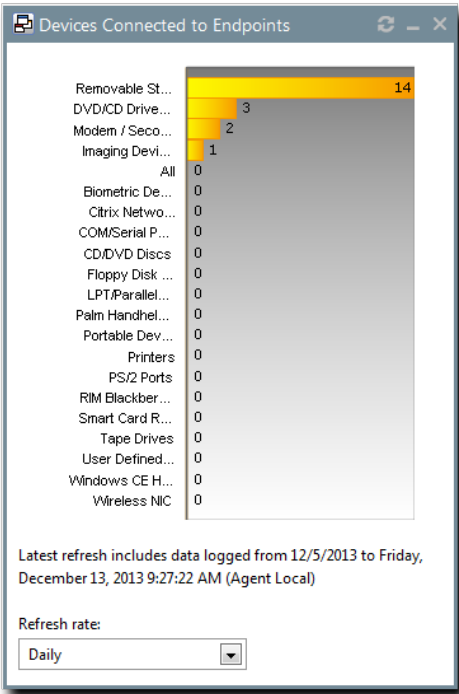 Devices Connected to Endpoints
Removable St... 14
DVD/CD Drive... 3
Modem / Seco... 2
Imaging Devi... 1
All 0
Biometric De... 0
Citrix Netwo... 0
COM/Serial P... 0
CD/DVD Discs 0
Floppy Disk ... 0
LPT/Parallel... 0
Palm Handhel... 0
Portable Dev... 0
Printers 0
PS/2 Ports 0
RIM Blackber... 0
Smart Card R... 0
Tape Drives 0
User Defined... 0
Windows CE H... 0
Wireless NIC 0
Latest refresh includes data logged from 12/5/2013 to Friday,
December 13, 2013 9:27:22 AM (Agent Local)
Refresh rate:
Daily